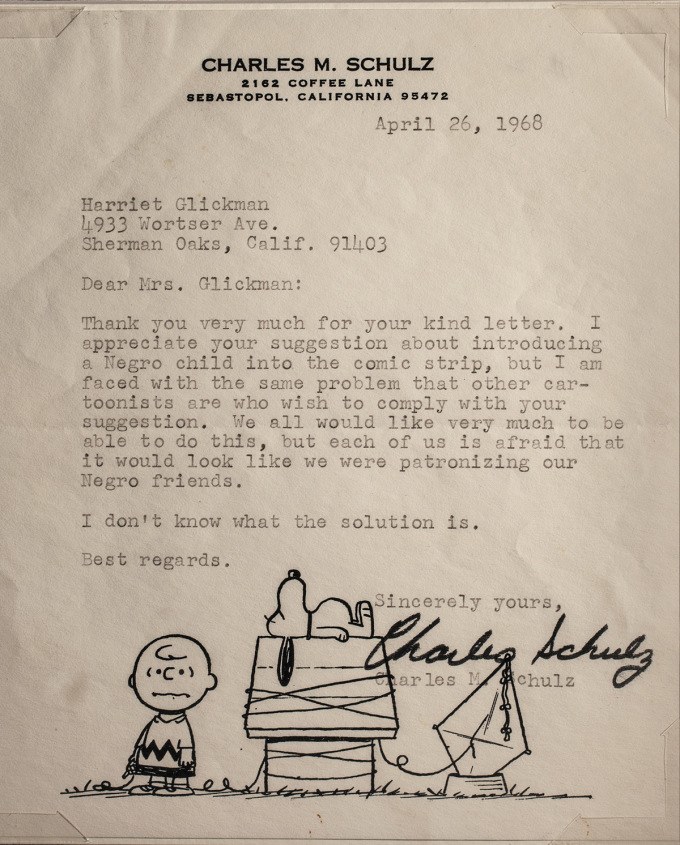 CHARLES M. SCHULZ
2162 COFFEE LANE
SEBASTOPOL, CALIFORNIA 95472
April 26, 1968
Harriet Glickman
4933 Wortser Ave.
Sherman Oaks, Calif. 91403
Dear Mrs. Glickman:
Thank you very much for your kind letter. I
appreciate your suggestion about introducing
a Negro child into the comic strip, but I am
faced with the same problem that other car-
toonists are who wish to comply with your
suggestion. We all would like very much to be
able to do this, but each of us is afraid that
it would look like we were patronizing our
Negro friends.
I don't know what the solution is.
Best regards.
Sincerely yours,
Charles Schulz
Charles M. Schulz